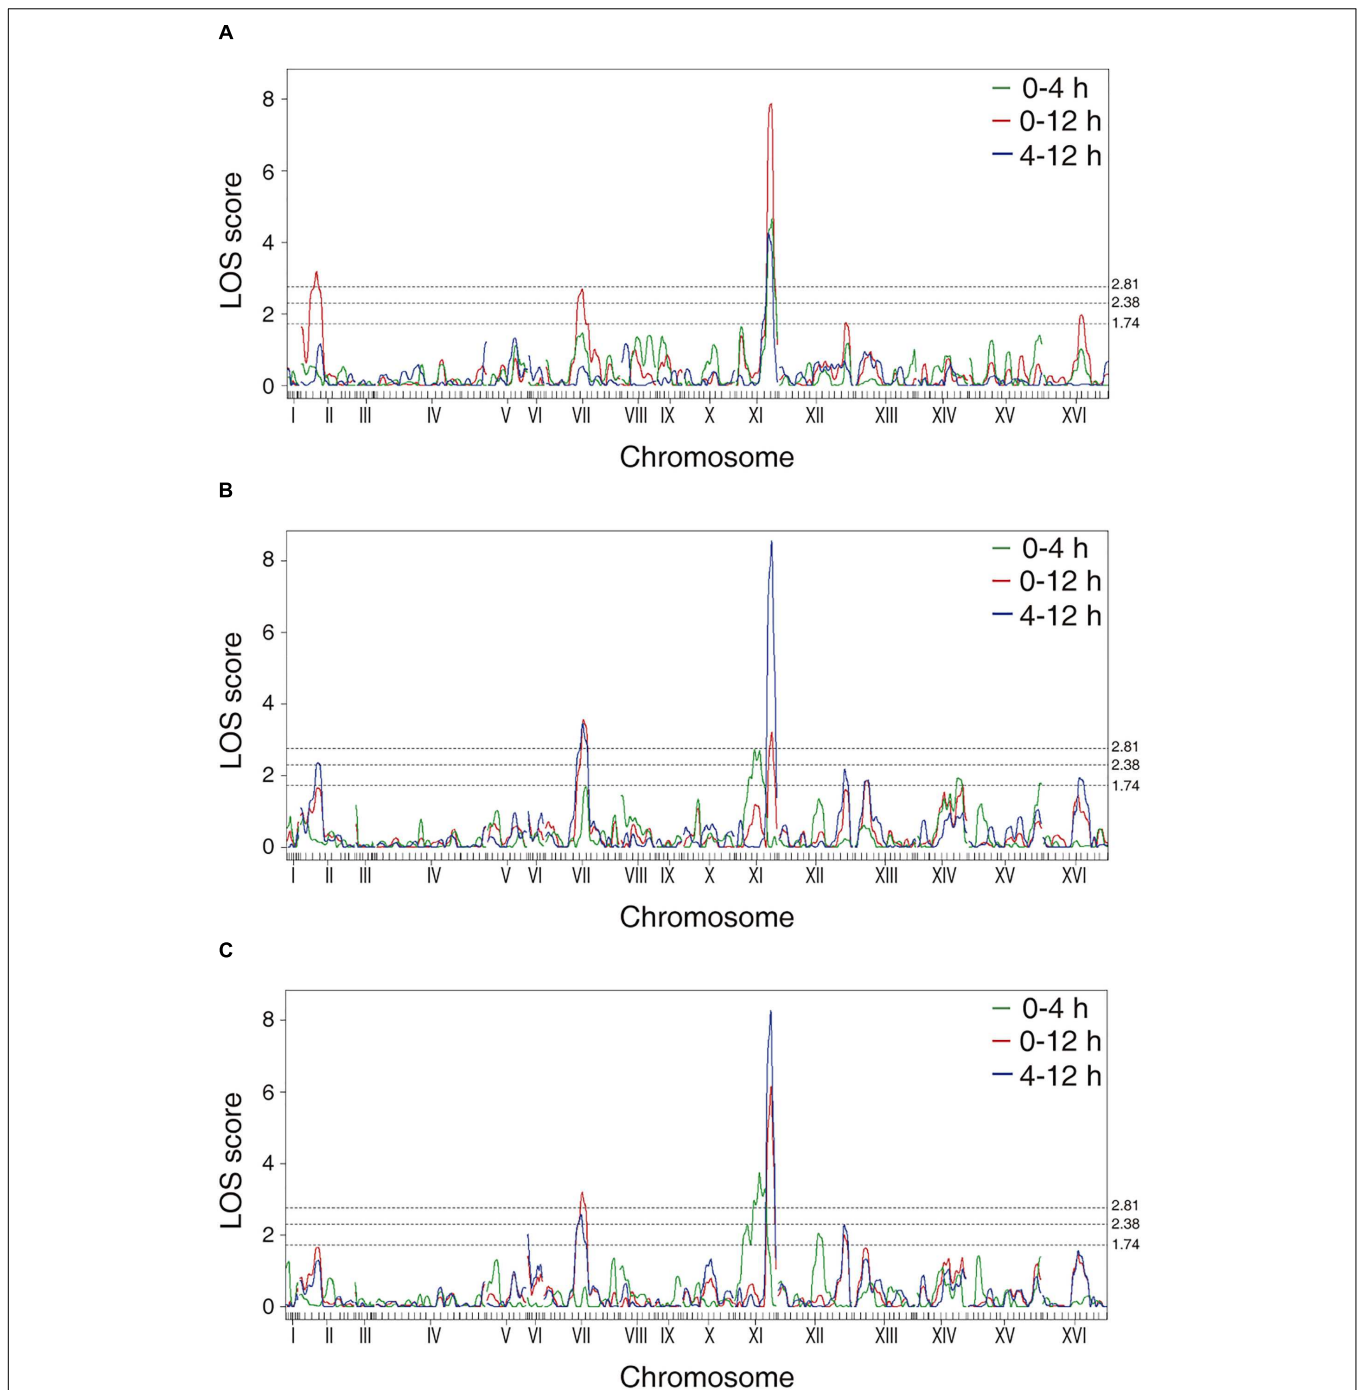 A
0-4 h
0-12 h
4-12 h
8
6
4
2
0
LOS score
2.81
2.38
1.74
I II III IV V VI VII VIII IX X XI XII XIII XIV XV XVI
Chromosome
B
0-4 h
0-12 h
4-12 h
8
6
4
2
0
LOS score
2.81
2.38
1.74
I II III IV V VI VII VIII IX X XI XII XIII XIV XV XVI
Chromosome
C
0-4 h
0-12 h
4-12 h
8
6
4
2
0
LOS score
2.81
2.38
1.74
I II III IV V VI VII VIII IX X XI XII XIII XIV XV XVI
Chromosome